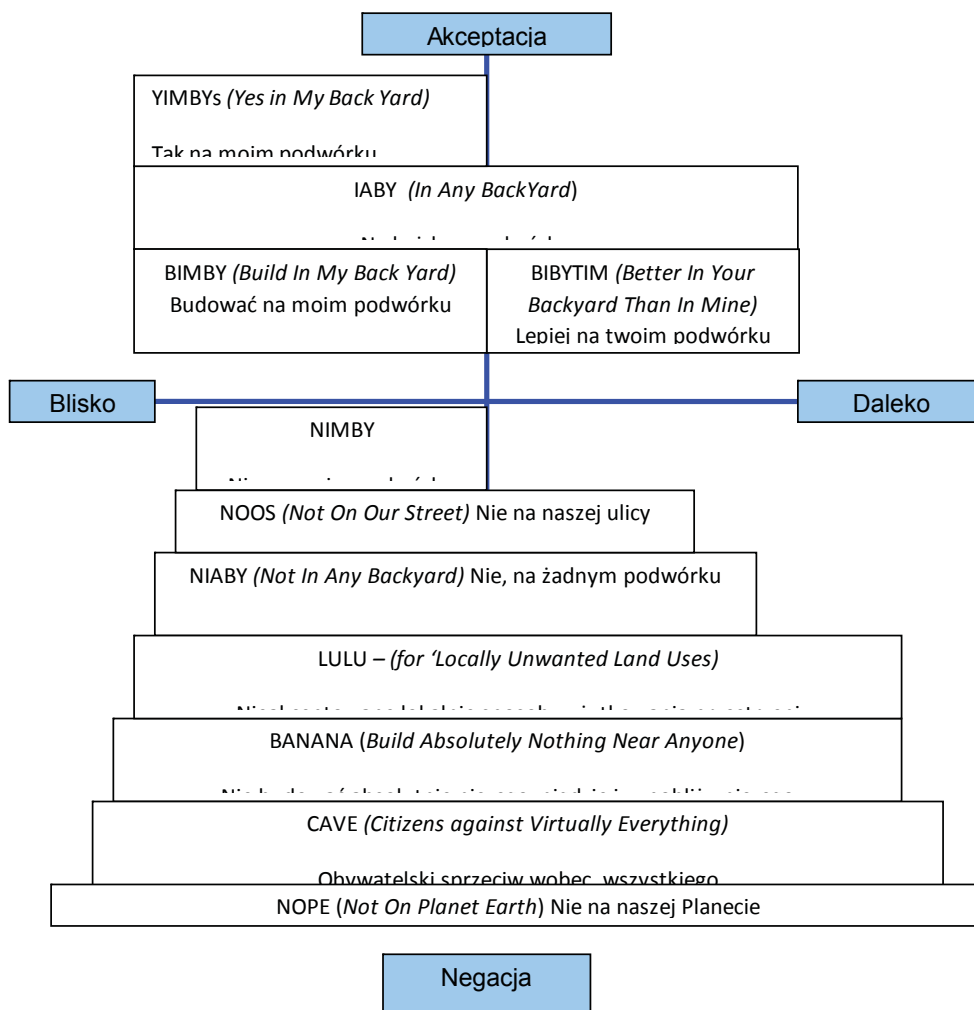 Akceptacja
YIMBYs (Yes in My Back Yard)
Tak na moim podwórku
IABY (In Any BackYard)
BIMBY (Build In My Back Yard)
Budować na moim podwórku
BIBYTIM (Better In Your
Backyard Than In Mine)
Lepiej na twoim podwórku
Blisko
Daleko
NIMBY
NOOS (Not On Our Street) Nie na naszej ulicy
NIABY (Not In Any Backyard) Nie, na żadnym podwórku
LULU – (for ‘Locally Unwanted Land Uses)
BANANA (Build Absolutely Nothing Near Anyone)
CAVE (Citizens against Virtually Everything)
Obywatelski sprzeciw wobec wszystkiego
NOPE (Not On Planet Earth) Nie na naszej Planecie
Negacja